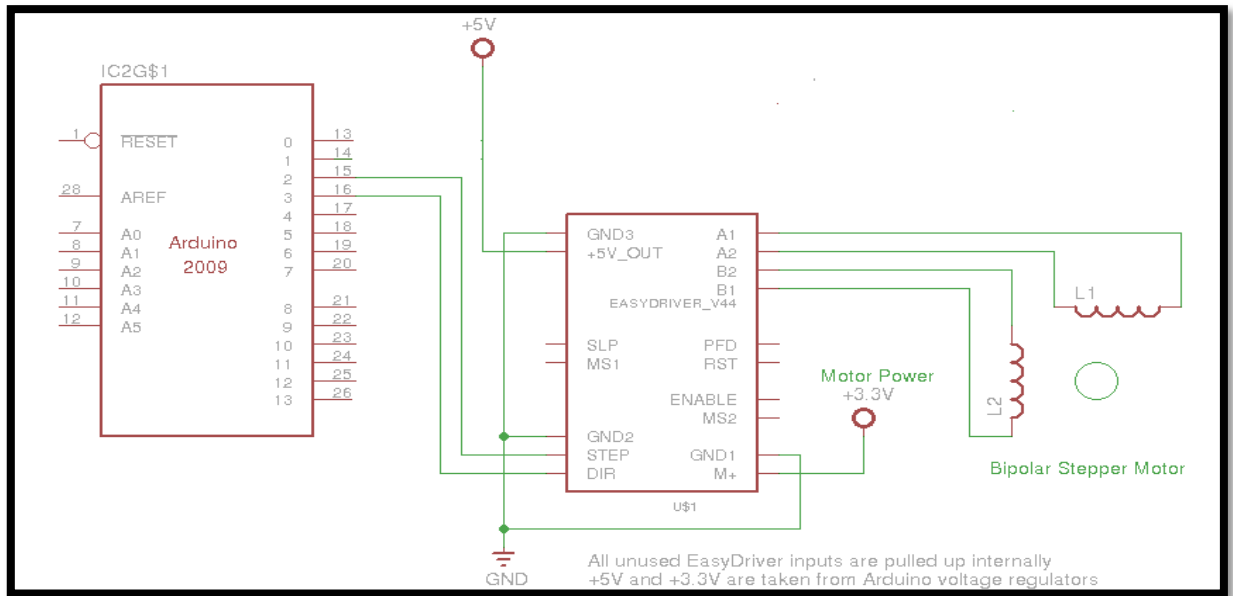 +5V
IC2G$1
1
RESET
28
AREF
7
A0
8
A1
9
A2
10
A3
11
A4
12
A5
Arduino
2009
0
13
1
14
2
15
3
16
4
17
5
18
6
19
7
20
8
21
9
22
10
23
11
24
12
25
13
26
GND3
+5V_OUT
SLP
MS1
GND2
STEP
DIR
A1
A2
B2
B1
EASYDRIVER_V44
PFD
RST
ENABLE
MS2
GND1
M+
U$1
Motor Power
+3.3V
L1
L2
Bipolar Stepper Motor
GND
All unused EasyDriver inputs are pulled up internally
+5V and +3.3V are taken from Arduino voltage regulators